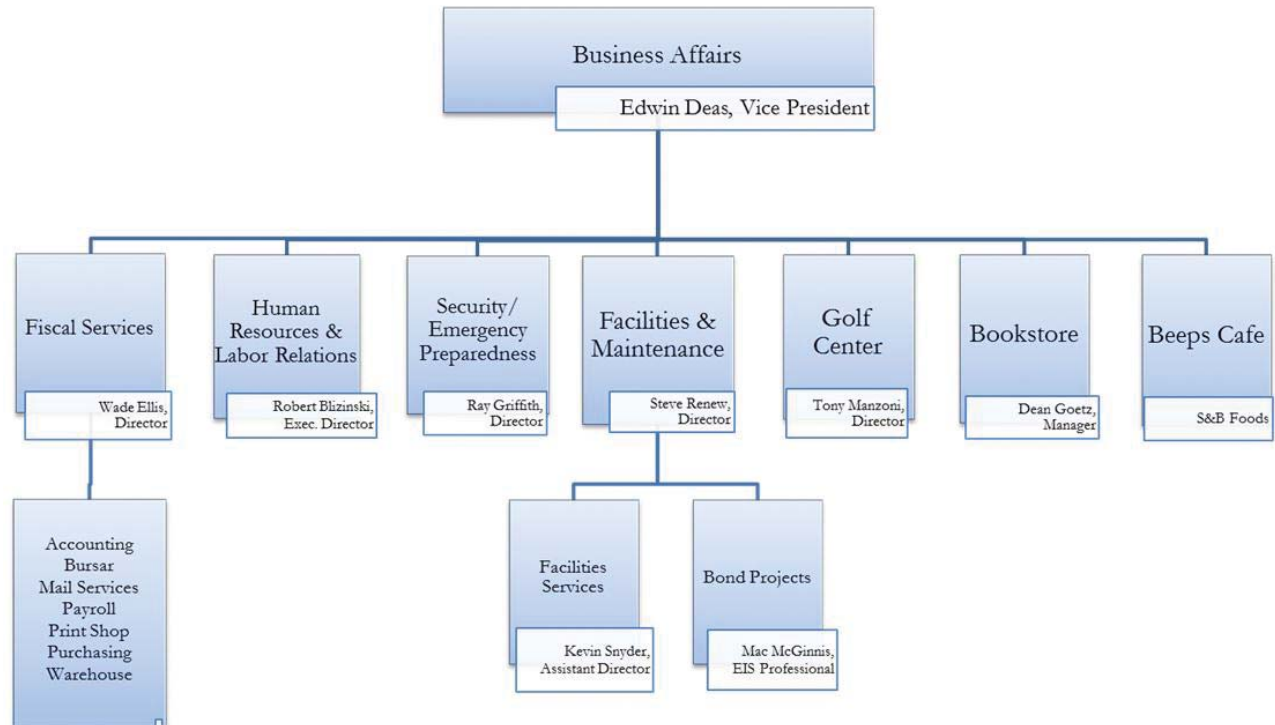 Business Affairs
Edwin Deas, Vice President
Fiscal Services
Wade Ellis,
Director
Human
Resources &
Labor Relations
Robert Blizinski,
Exec. Director
Security/
Emergency
Preparedness
Ray Griffith,
Director
Facilities &
Maintenance
Steve Renew,
Director
Golf
Center
Tony Manzoni,
Director
Bookstore
Dean Goetz,
Manager
Beeps Cafe
S&B Foods
Accounting
Bursar
Mail Services
Payroll
Print Shop
Purchasing
Warehouse
Facilities
Services
Kevin Snyder,
Assistant Director
Bond Projects
Mac McGinnis,
EIS Professional